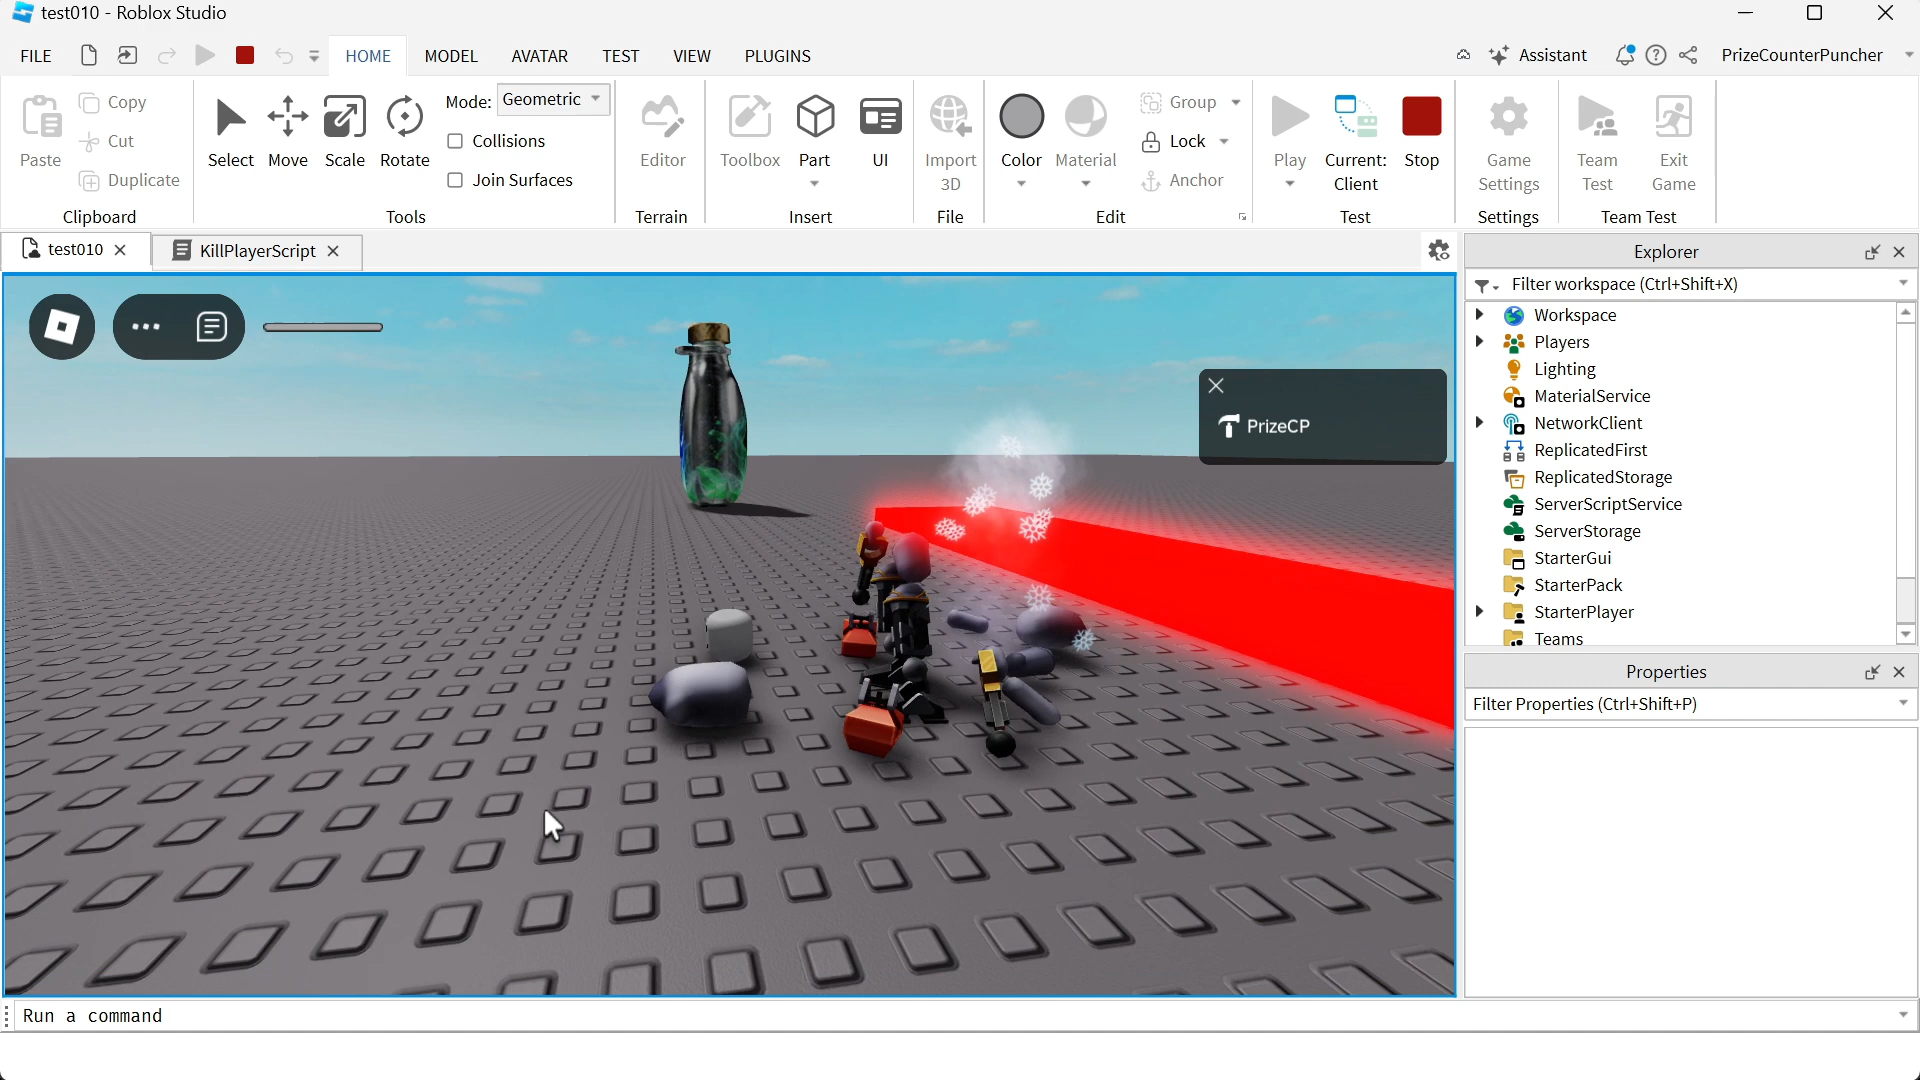 test010 - Roblox Studio
FILE
HOME
MODEL
AVATAR
TEST
VIEW
PLUGINS
Assistant
PrizeCounterPuncher
Paste
Copy
Cut
Duplicate
Clipboard
Select
Move
Scale
Rotate
Mode: Geometric
Collisions
Join Surfaces
Tools
Editor
Terrain
Toolbox
Part
UI
Insert
Import
3D
File
Color
Material
Group
Lock
Anchor
Edit
Play
Current:
Client
Stop
Test
Game
Settings
Settings
Team
Test
Exit
Game
Team Test
test010
KillPlayerScript
PrizeCP
Explorer
Filter workspace (Ctrl+Shift+X)
Workspace
Players
Lighting
MaterialService
NetworkClient
ReplicatedFirst
ReplicatedStorage
ServerScriptService
ServerStorage
StarterGui
StarterPack
StarterPlayer
Teams
Properties
Filter Properties (Ctrl+Shift+P)
Run a command